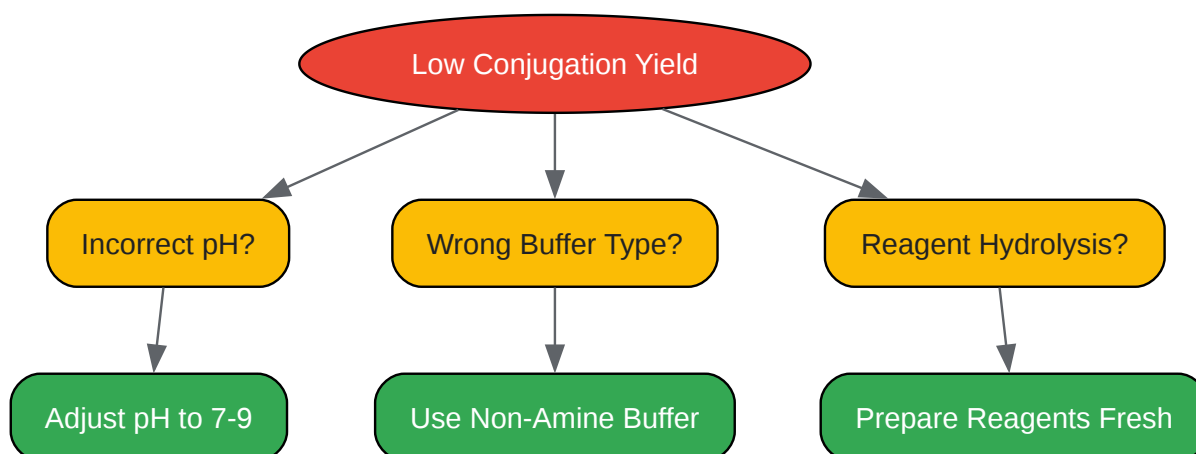 Low Conjugation Yield
Incorrect pH?
Wrong Buffer Type?
Reagent Hydrolysis?
Adjust pH to 7-9
Use Non-Amine Buffer
Prepare Reagents Fresh